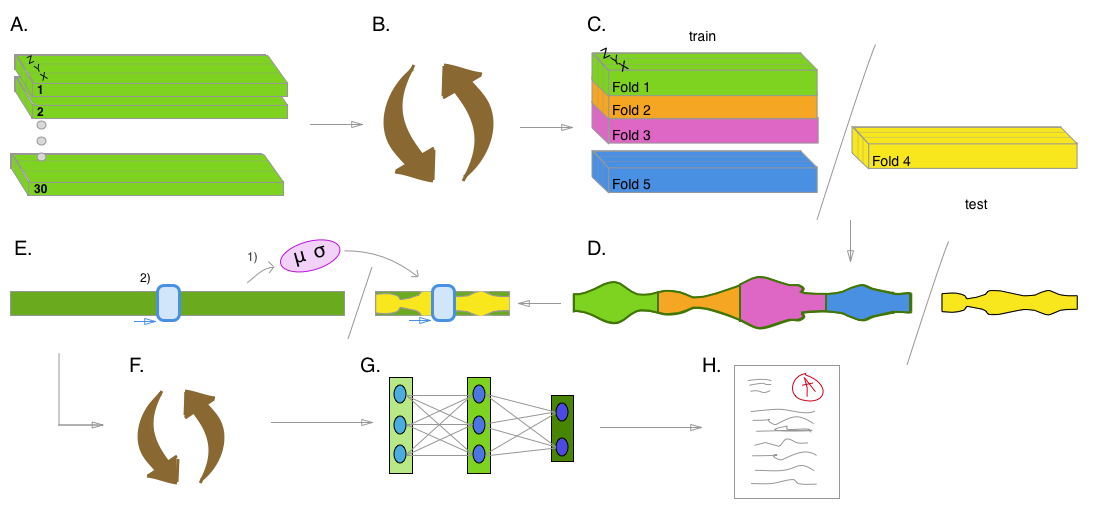 A.
Z Y X
1
2
30
B.
C.
train
Z Y X
Fold 1
Fold 2
Fold 3
Fold 5
Fold 4
test
E.
1)
μ σ
2)
D.
F.
G.
H.
A